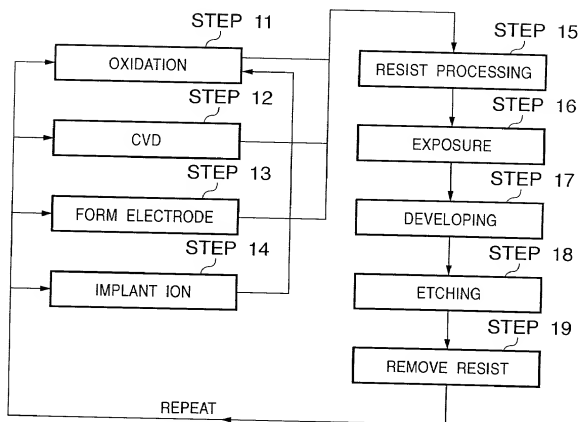 STEP 11
OXIDATION
STEP 12
CVD
STEP 13
FORM ELECTRODE
STEP 14
IMPLANT ION
STEP 15
RESIST PROCESSING
STEP 16
EXPOSURE
STEP 17
DEVELOPING
STEP 18
ETCHING
STEP 19
REMOVE RESIST
REPEAT